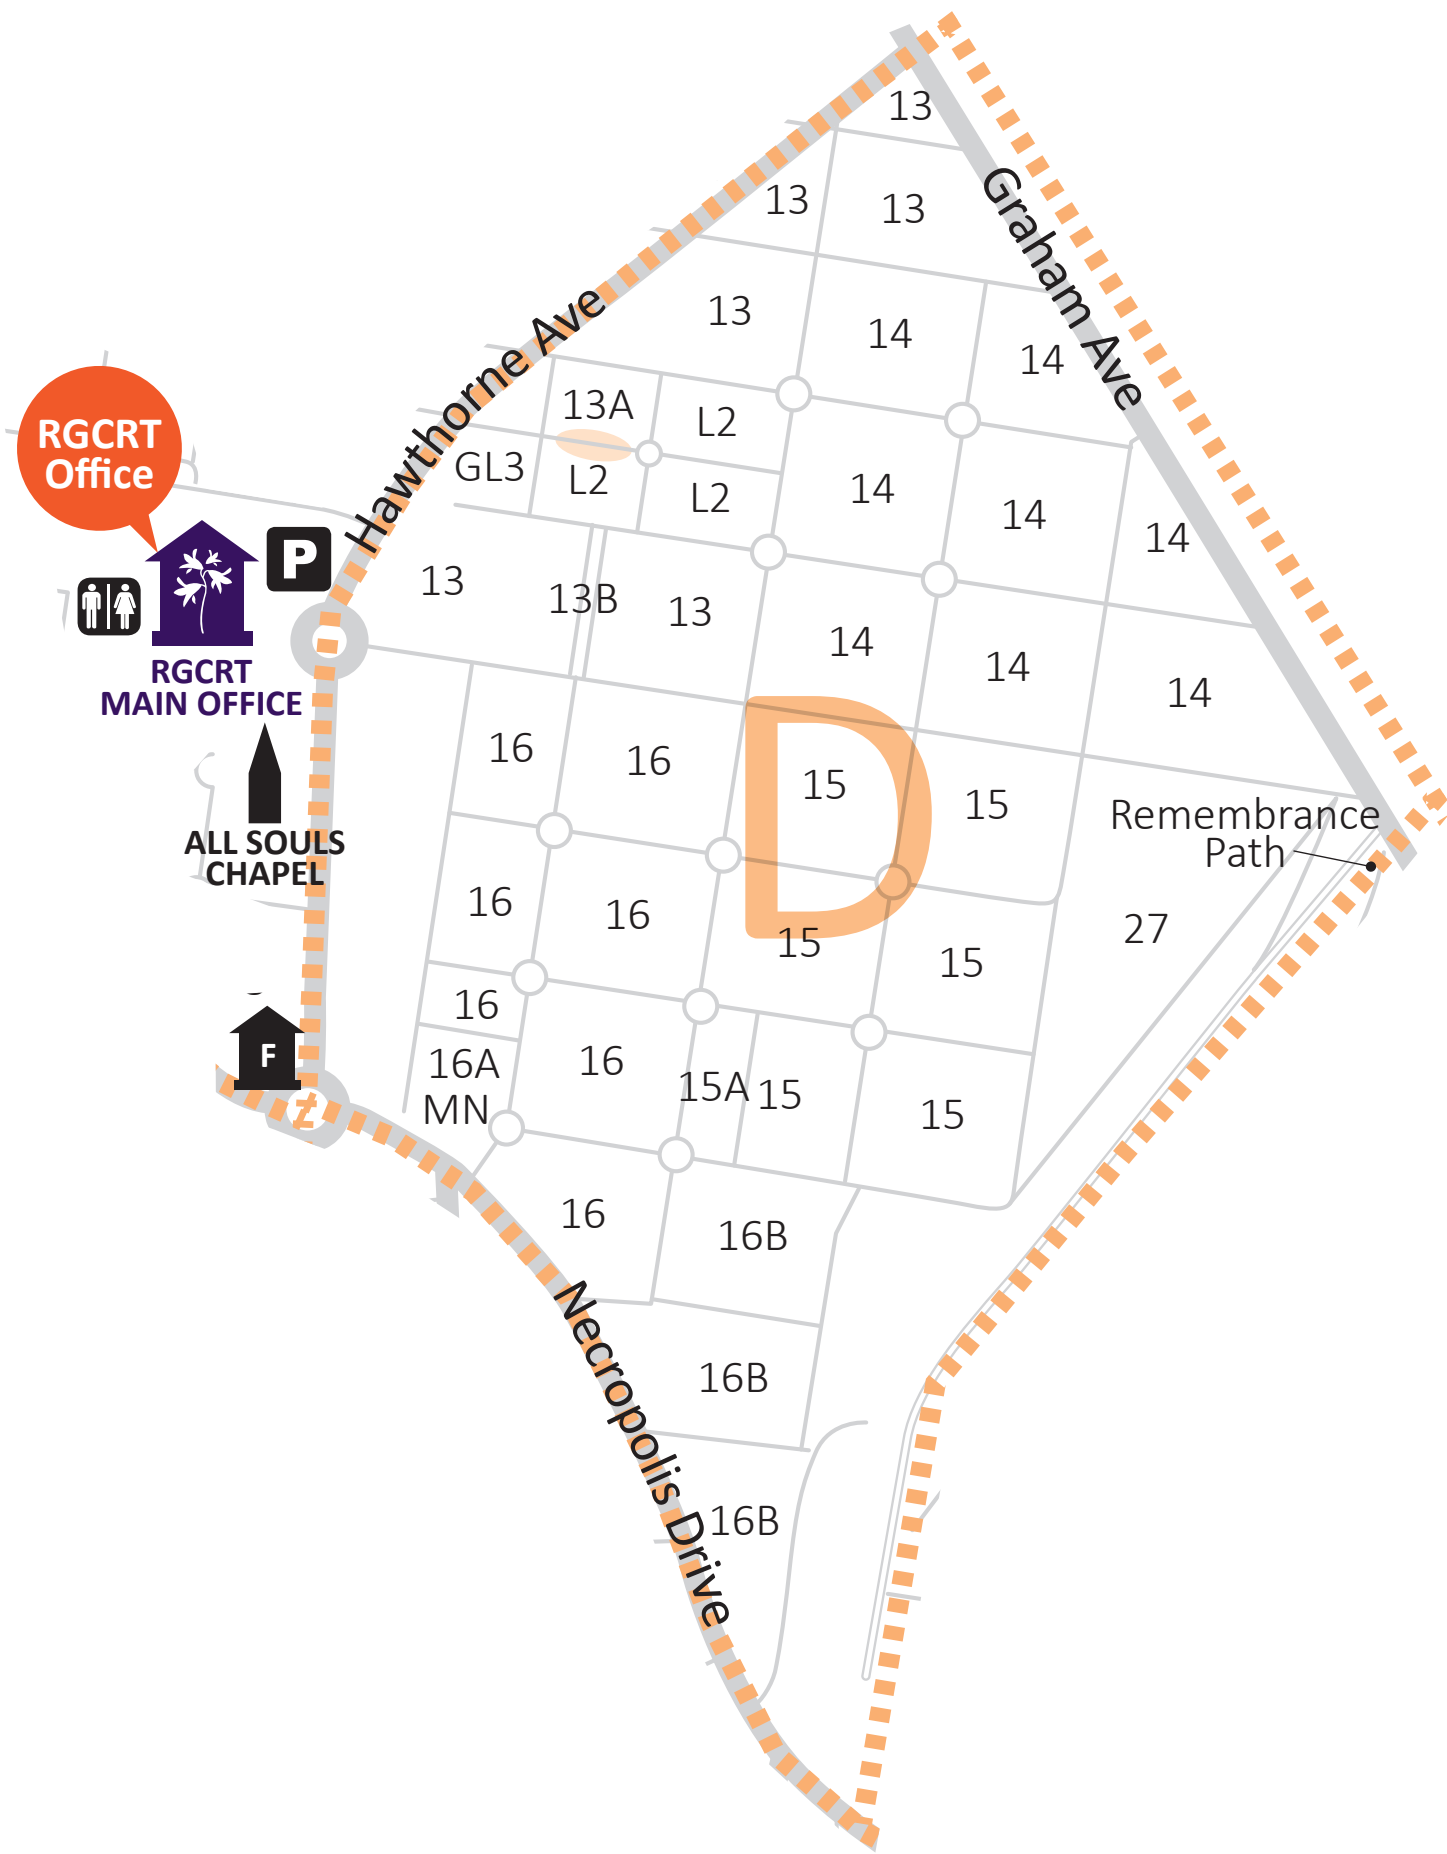 13
Graham Ave
13
13
13
14
14
Hawthorne Ave
13A
L2
RGCRT
Office
GL3
L2
L2
14
14
14
P
13
13B
13
14
14
14
RGCRT
MAIN OFFICE
16
16
15
15
D
Remembrance
Path
ALL SOULS
CHAPEL
16
16
15
15
27
16
F
16A
MN
16
15A
15
15
16
16B
Necropolis Drive
16B
16B